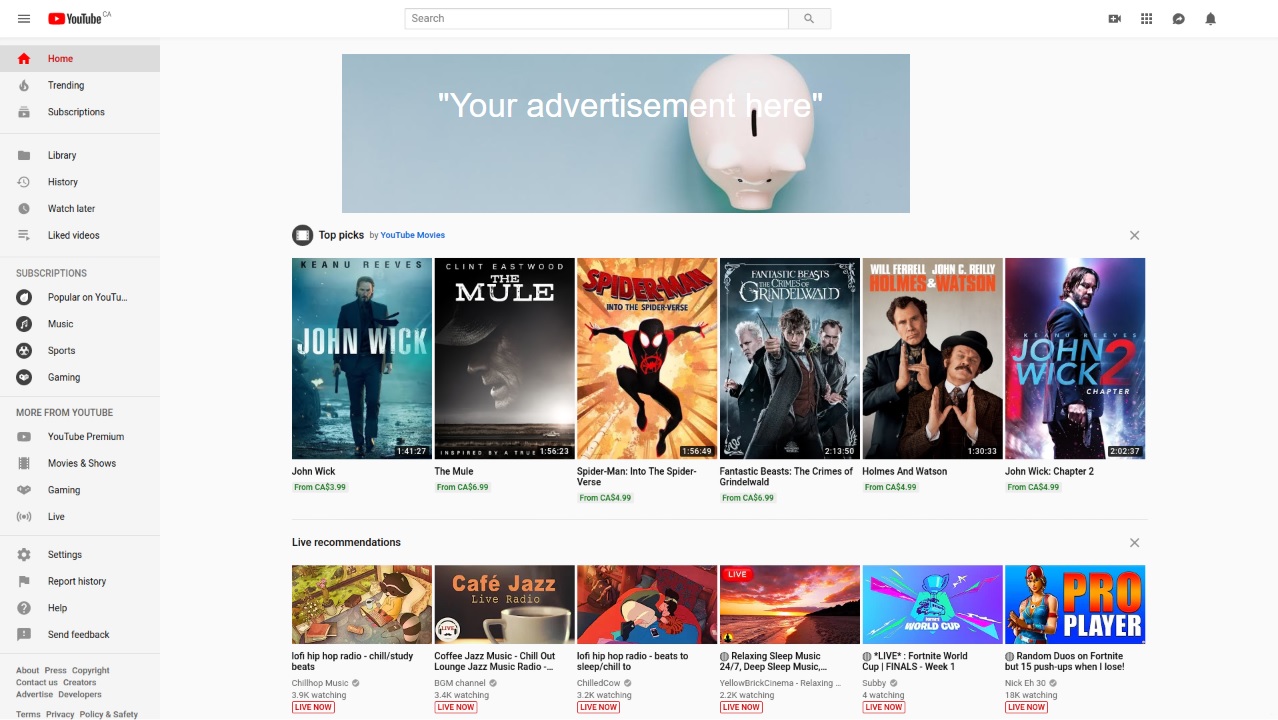 YouTube CA
Search
Home
Trending
Subscriptions
Library
History
Watch later
Liked videos
SUBSCRIPTIONS
Popular on YouTu...
Music
Sports
Gaming
MORE FROM YOUTUBE
YouTube Premium
Movies & Shows
Gaming
Live
Settings
Report history
Help
Send feedback
About Press Copyright
Contact us Creators
Advertise Developers
Terms Privacy Policy & Safety
"Your advertisement here"
Top picks by YouTube Movies
KEANU REEVES
JOHN WICK
1:41:27
John Wick
From CA$3.99
CLINT EASTWOOD
THE
MULE
INSPIRED BY A TRUE
1:56:23
The Mule
From CA$6.99
SPIDER-MAN
INTO THE SPIDER-VERSE
1:56:49
Spider-Man: Into The Spider-
Verse
From CA$4.99
FANTASTIC BEASTS
THE CRIMES OF
GRINDELWALD
2:13:50
Fantastic Beasts: The Crimes of
Grindelwald
From CA$6.99
WILL FERRELL JOHN C. REILLY
HOLMES & WATSON
1:30:33
Holmes And Watson
From CA$4.99
KEANU REEVES
JOHN
WICK 2
CHAPTER
2:02:37
John Wick: Chapter 2
From CA$4.99
Live recommendations
lofi hip hop radio - chill/study
beats
Chillhop Music
3.9K watching
LIVE NOW
Café Jazz
Live Radio
LIVE
Coffee Jazz Music - Chill Out
Lounge Jazz Music Radio -...
BGM channel
3.4K watching
LIVE NOW
lofi hip hop radio - beats to
sleep/chill to
ChilledCow
3.2K watching
LIVE NOW
LIVE
Relaxing Sleep Music
24/7, Deep Sleep Music,...
YellowBrickCinema - Relaxing ...
2.2K watching
LIVE NOW
WORLD CUP
*LIVE* : Fortnite World
Cup | FINALS - Week 1
Subby
4 watching
LIVE NOW
PRO
PLAYER
Random Duos on Fortnite
but 15 push-ups when I lose!
Nick Eh 30
18K watching
LIVE NOW